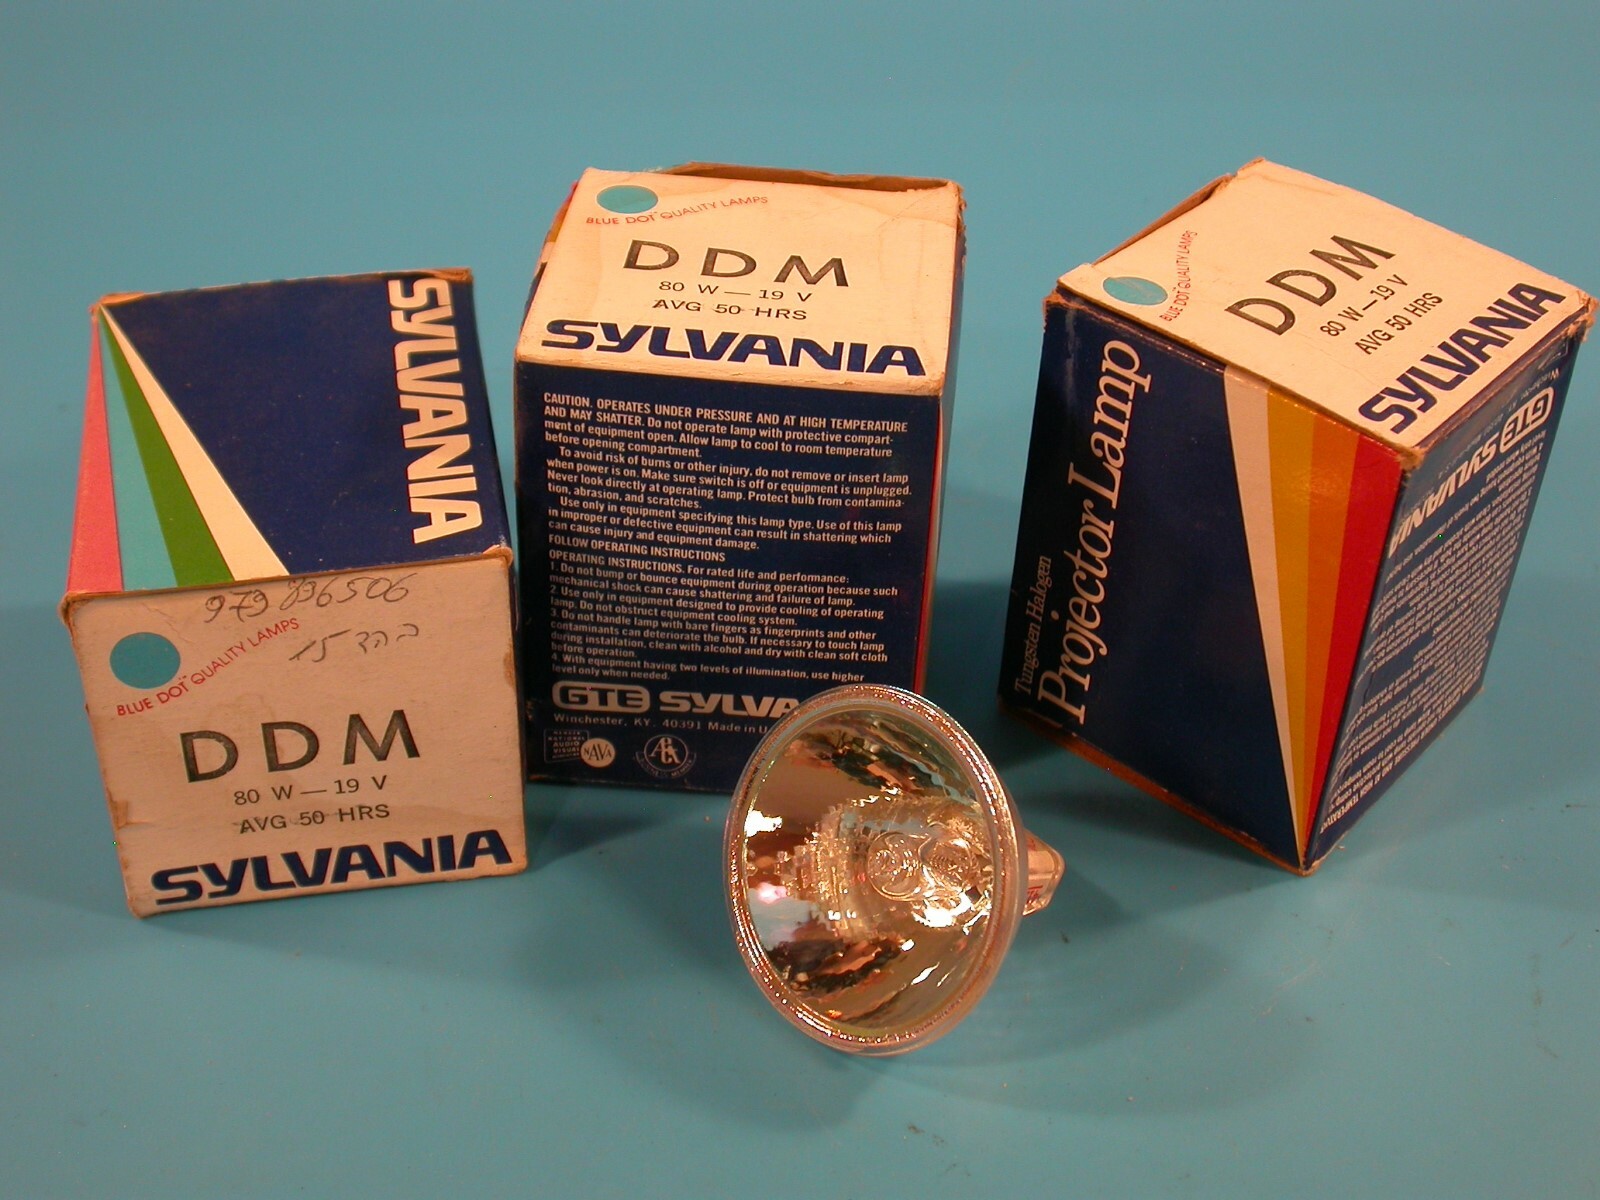 SYLVANIA
979 836506
BLUE DOT QUALITY LAMPS
DDM
80 W — 19 V
AVG 50 HRS
SYLVANIA
BLUE DOT QUALITY LAMPS
DDM
80 W — 19 V
AVG 50 HRS
SYLVANIA
CAUTION. OPERATES UNDER PRESSURE AND AT HIGH TEMPERATURE
AND MAY SHATTER. Do not operate lamp with protective compart-
ment of equipment open. Allow lamp to cool to room temperature
before opening compartment.
To avoid risk of burns or other injury, do not remove or insert lamp
when power is on. Make sure switch is off or equipment is unplugged.
Never look directly at operating lamp. Protect bulb from contamina-
tion, abrasion, and scratches.
Use only in equipment specifying this lamp type. Use of this lamp
in improper or defective equipment can result in shattering which
can cause injury and equipment damage.
FOLLOW OPERATING INSTRUCTIONS
OPERATING INSTRUCTIONS. For rated life and performance:
1. Do not bump or bounce equipment during operation because such
mechanical shock can cause shattering and failure of lamp.
2. Use only in equipment designed to provide cooling of operating
lamp. Do not obstruct equipment cooling system.
3. Do not handle lamp with bare fingers as fingerprints and other
contaminants can deteriorate the bulb. If necessary to touch lamp
during installation, clean with alcohol and dry with clean soft cloth
before operation.
4. With equipment having two levels of illumination, use higher
level only when needed.
GTE SYLVA
Winchester, KY. 40391 Made in U
AUDIO
VISUAL
NAVA
BLUE DOT QUALITY LAMPS
DDM
80 W — 19 V
AVG 50 HRS
SYLVANIA
Tungsten Halogen
Projector Lamp
GTE SYLVANIA